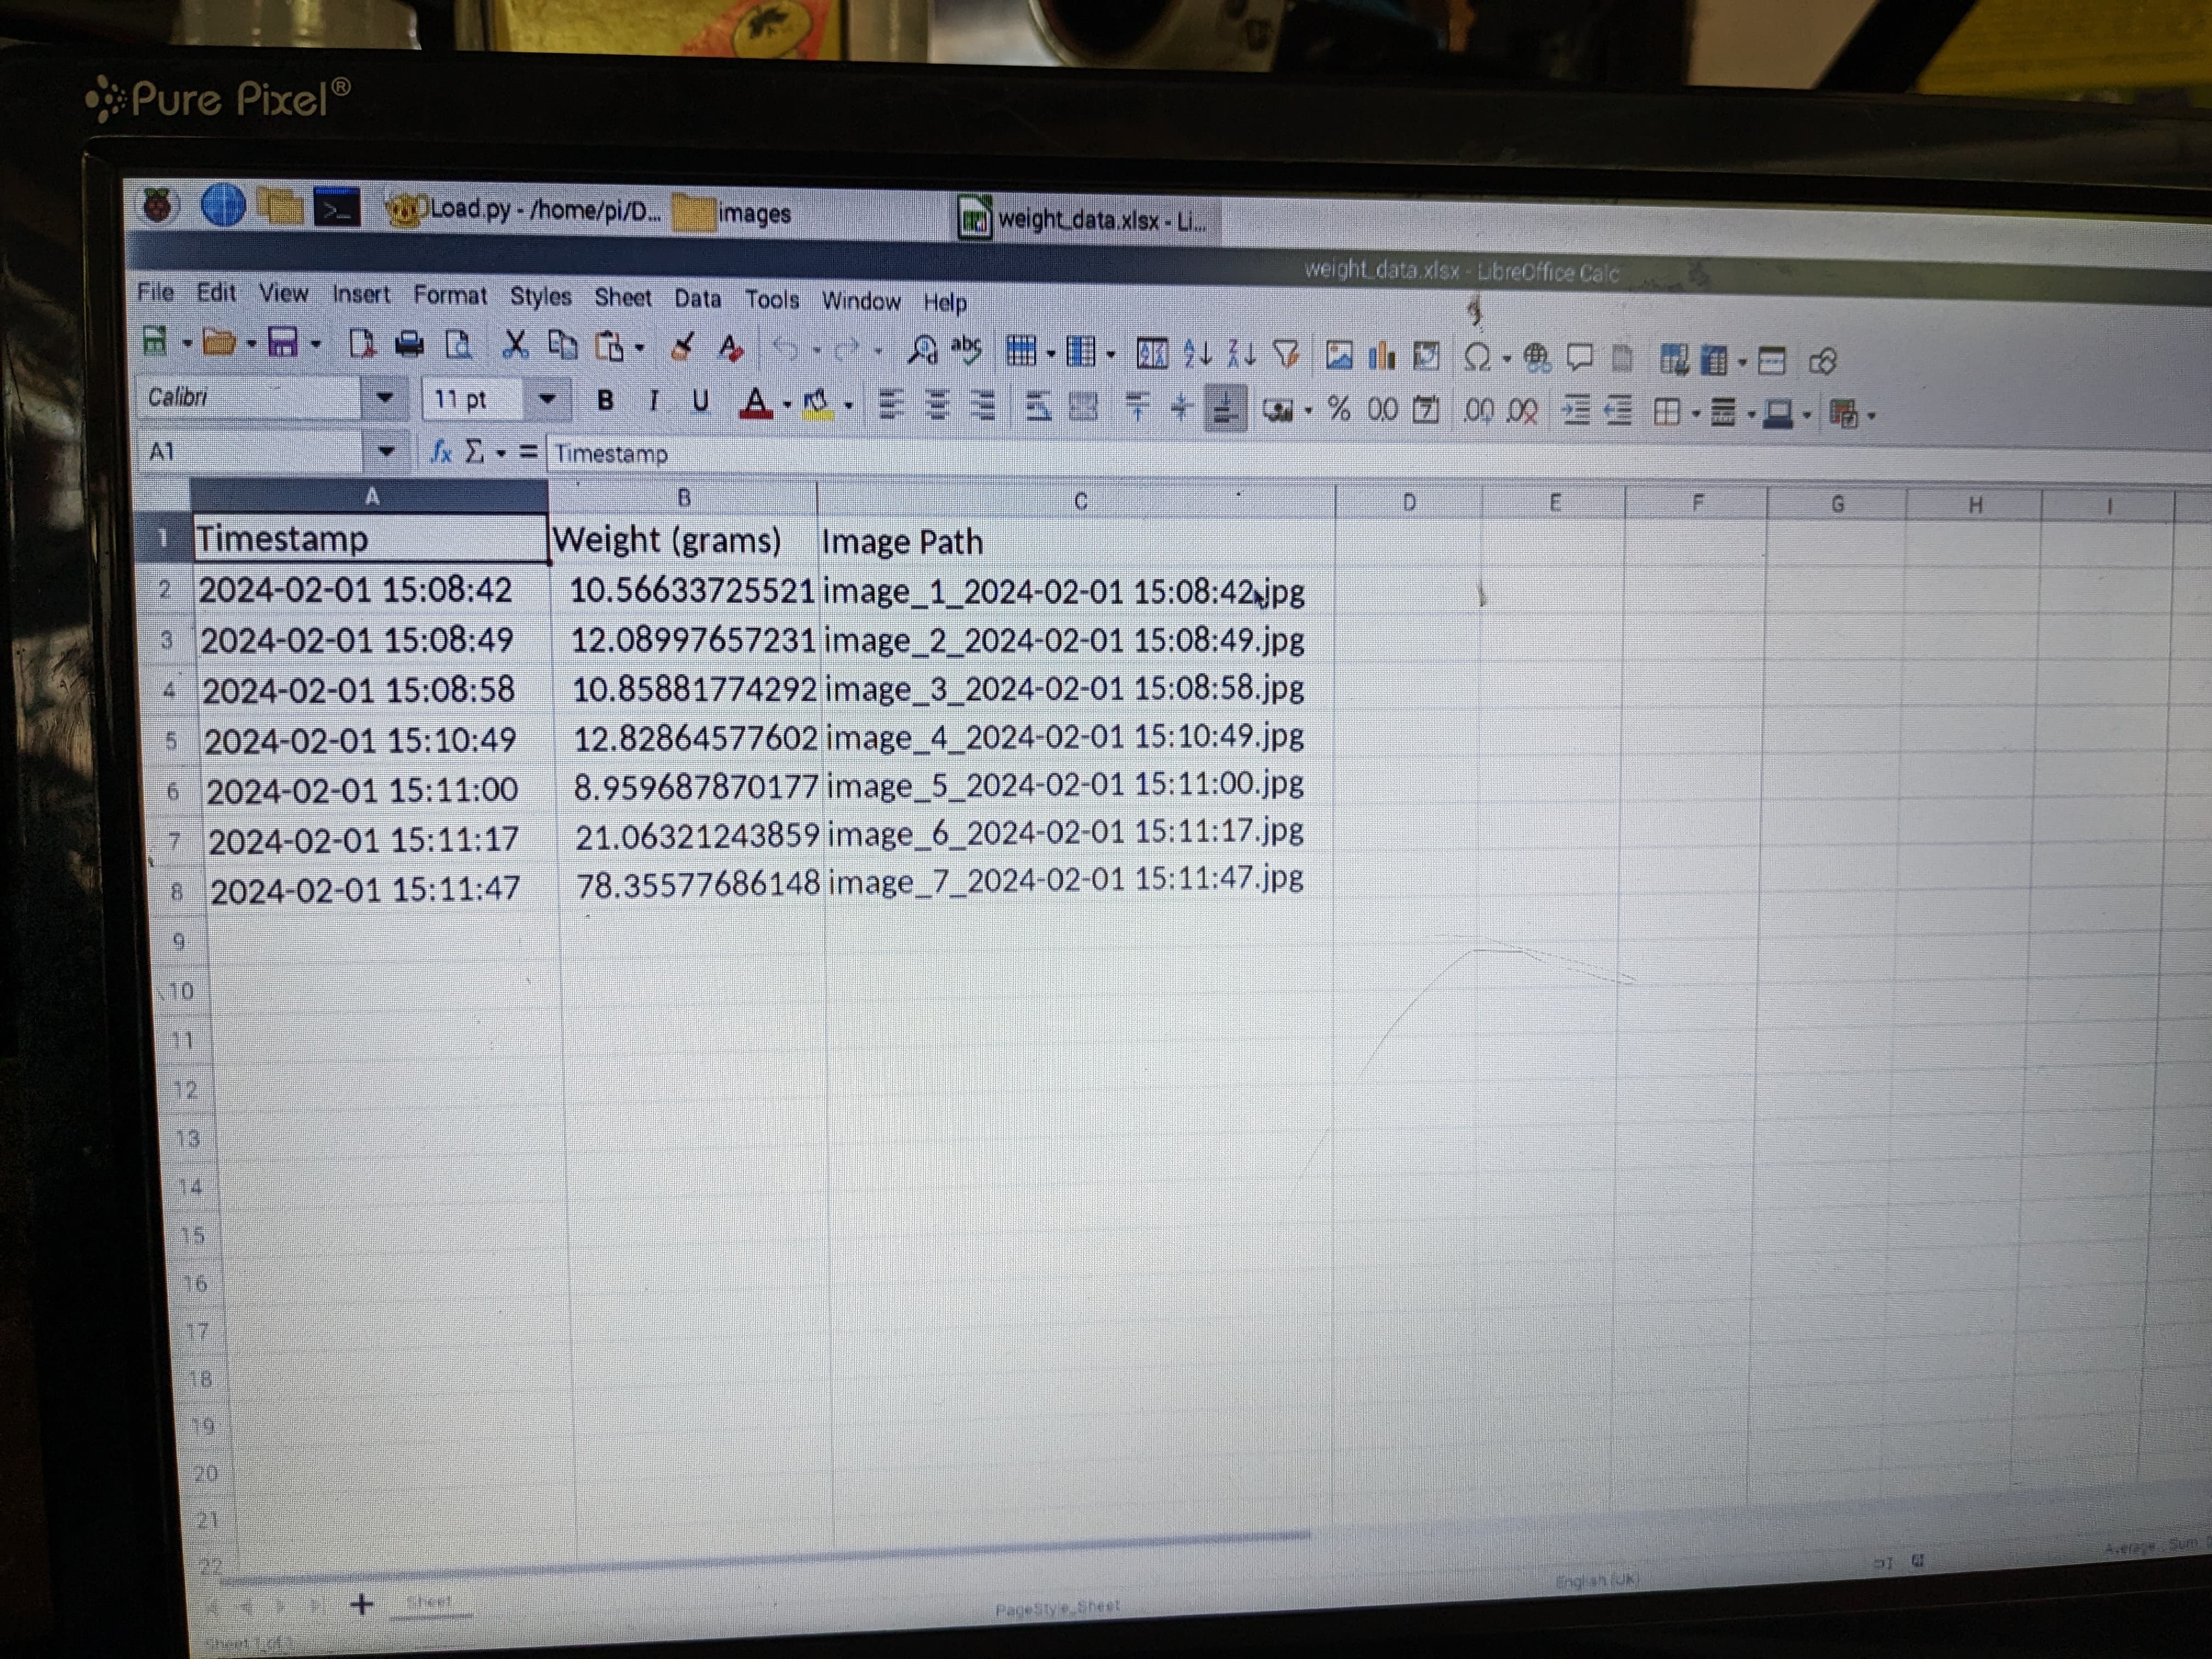 Pure Pixel®
Load.py - /home/pi/D... images weight_data.xlsx - Li...
weight_data.xlsx - LibreOffice Calc
File Edit View Insert Format Styles Sheet Data Tools Window Help
Calibri 11 pt B I U A % 0.0 7 .00 .00
A1 fx Σ = Timestamp
A B C D E F G H I
1 Timestamp Weight (grams) Image Path
2 2024-02-01 15:08:42 10.56633725521 image_1_2024-02-01 15:08:42.jpg
3 2024-02-01 15:08:49 12.08997657231 image_2_2024-02-01 15:08:49.jpg
4 2024-02-01 15:08:58 10.85881774292 image_3_2024-02-01 15:08:58.jpg
5 2024-02-01 15:10:49 12.82864577602 image_4_2024-02-01 15:10:49.jpg
6 2024-02-01 15:11:00 8.959687870177 image_5_2024-02-01 15:11:00.jpg
7 2024-02-01 15:11:17 21.06321243859 image_6_2024-02-01 15:11:17.jpg
8 2024-02-01 15:11:47 78.35577686148 image_7_2024-02-01 15:11:47.jpg
9
10
11
12
13
14
15
16
17
18
19
20
21
22
Sheet
Sheet 1 of 1 PageStyle_Sheet English (UK) Average: Sum: